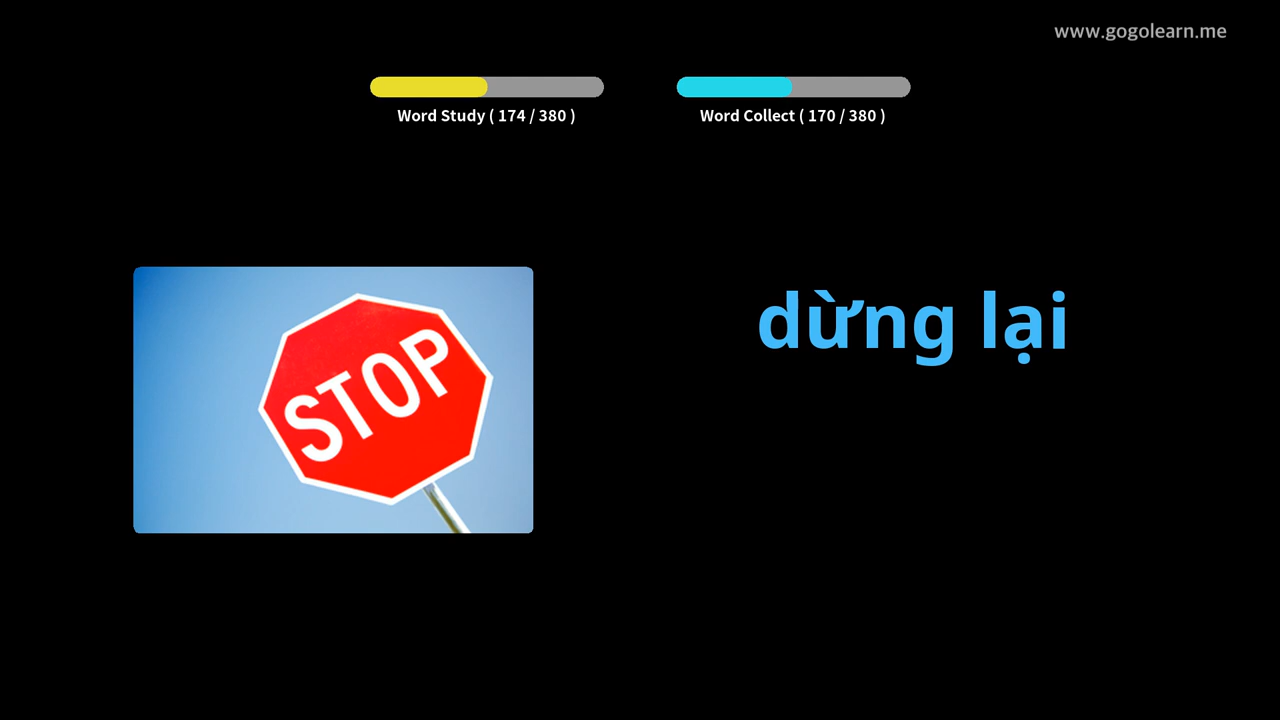 www.gogolearn.me
Word Study ( 174 / 380 )
Word Collect ( 170 / 380 )
STOP
dừng lại